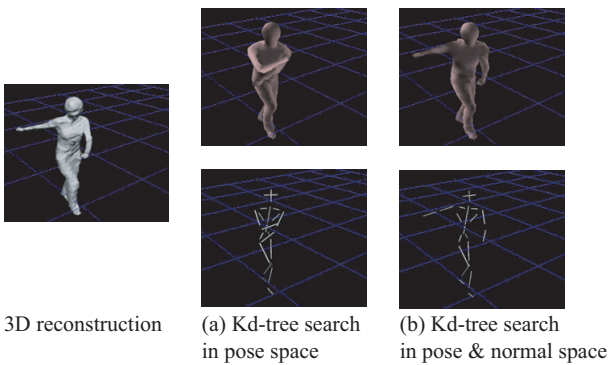 3D reconstruction
(a) Kd-tree search
in pose space
(b) Kd-tree search
in pose & normal space